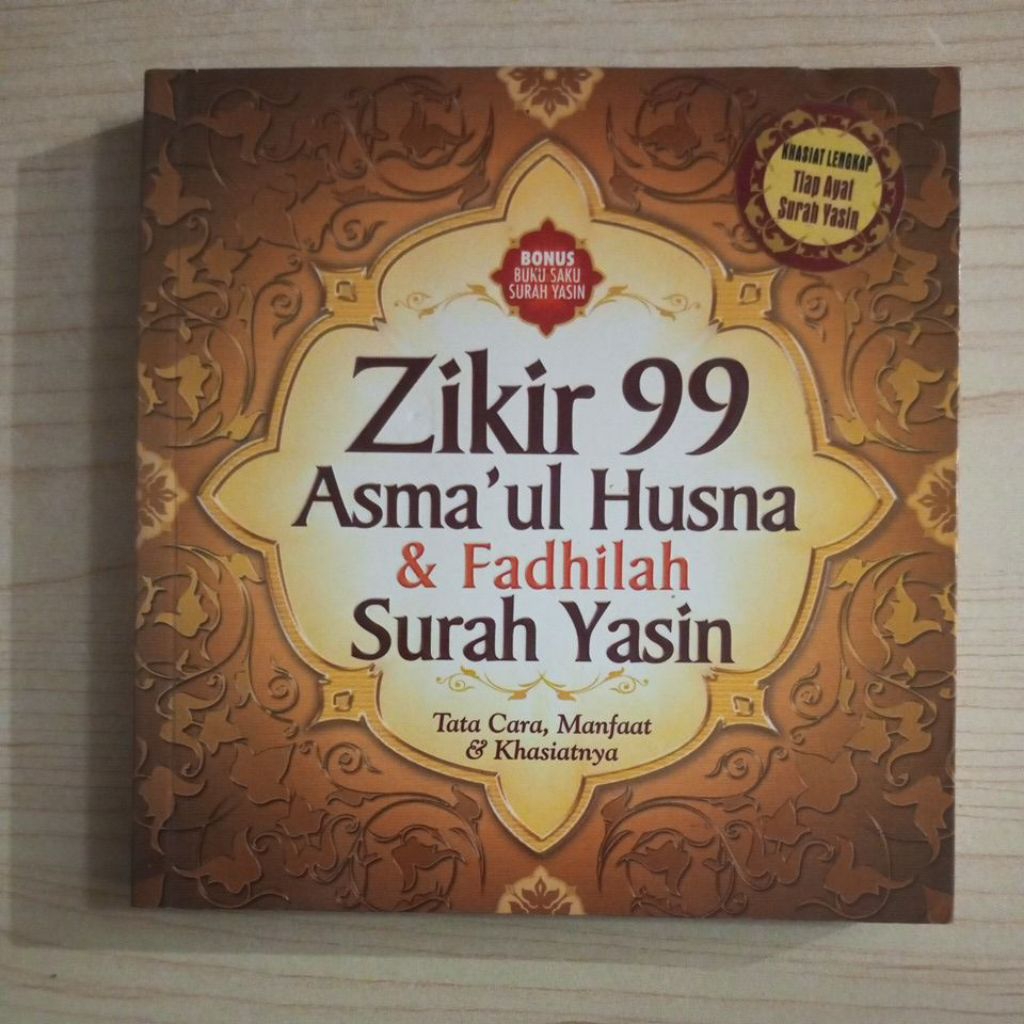 KHASIAT LENGKAP
Tiap Ayat
Surah Yasin
BONUS
BUKU SAKU
SURAH YASIN
Zikir 99
Asma'ul Husna
& Fadhilah
Surah Yasin
Tata Cara, Manfaat
& Khasiatnya